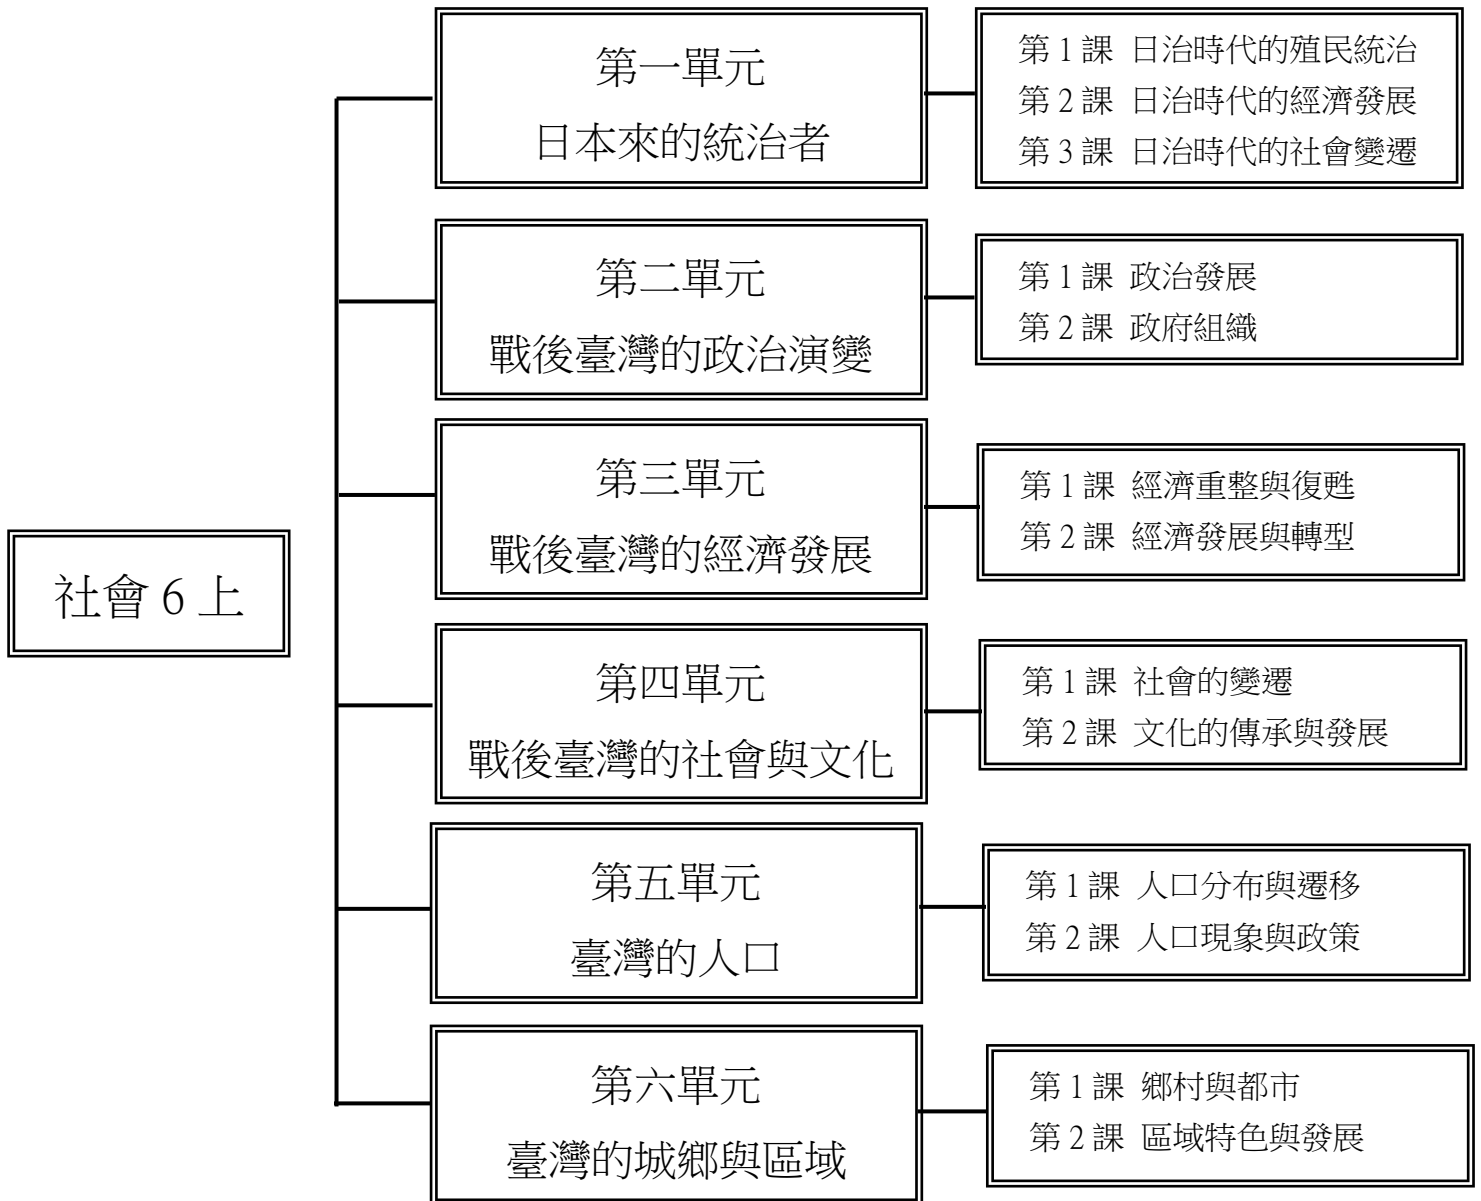 社會 6 上
第一單元
日本來的統治者
第 1 課 日治時代的殖民統治
第 2 課 日治時代的經濟發展
第 3 課 日治時代的社會變遷
第二單元
戰後臺灣的政治演變
第 1 課 政治發展
第 2 課 政府組織
第三單元
戰後臺灣的經濟發展
第 1 課 經濟重整與復甦
第 2 課 經濟發展與轉型
第四單元
戰後臺灣的社會與文化
第 1 課 社會的變遷
第 2 課 文化的傳承與發展
第五單元
臺灣的人口
第 1 課 人口分布與遷移
第 2 課 人口現象與政策
第六單元
臺灣的城鄉與區域
第 1 課 鄉村與都市
第 2 課 區域特色與發展